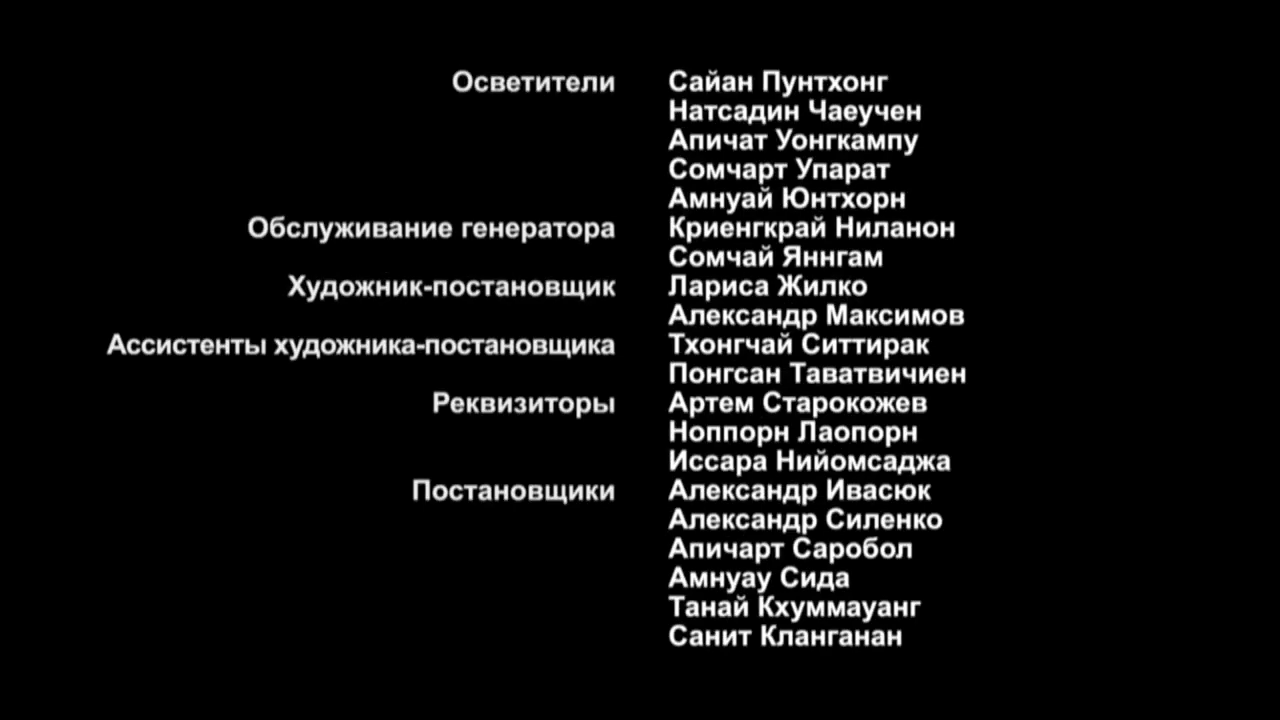 Осветители Сайан Пунтхонг
Натсадин Чаеучен
Апичат Уонгкампу
Сомчарт Упарат
Амнуай Юнтхорн
Обслуживание генератора Криенгкрай Ниланон
Сомчай Яннгам
Художник-постановщик Лариса Жилко
Александр Максимов
Ассистенты художника-постановщика Тхонгчай Ситтирак
Понгсан Таватвичиен
Реквизиторы Артем Старокожев
Ноппорн Лаопорн
Иссара Нийомсаджа
Постановщики Александр Ивасюк
Александр Силенко
Апичарт Саробол
Амнуау Сида
Танай Кхуммауанг
Санит Кланганан